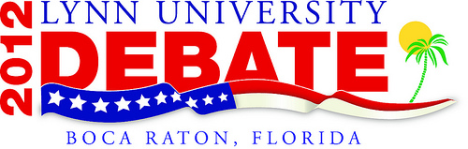 2012
LYNN UNIVERSITY
DEBATE
BOCA RATON, FLORIDA